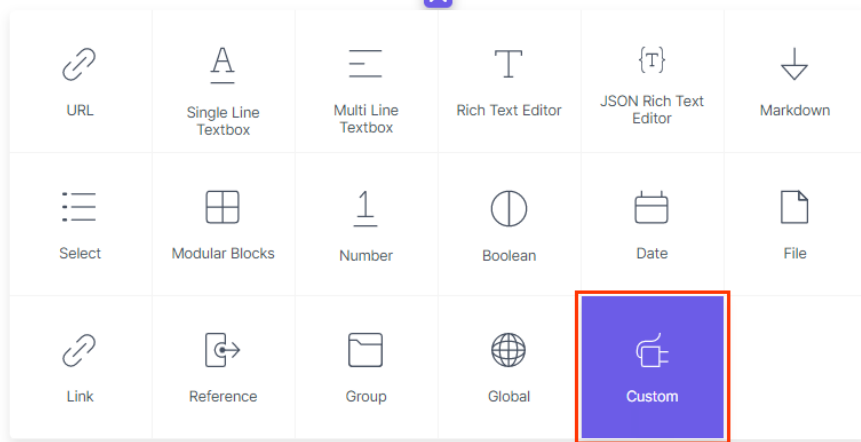 URL
Single Line
Textbox
Multi Line
Textbox
Rich Text Editor
JSON Rich Text
Editor
Markdown
Select
Modular Blocks
Number
Boolean
Date
File
Link
Reference
Group
Global
Custom